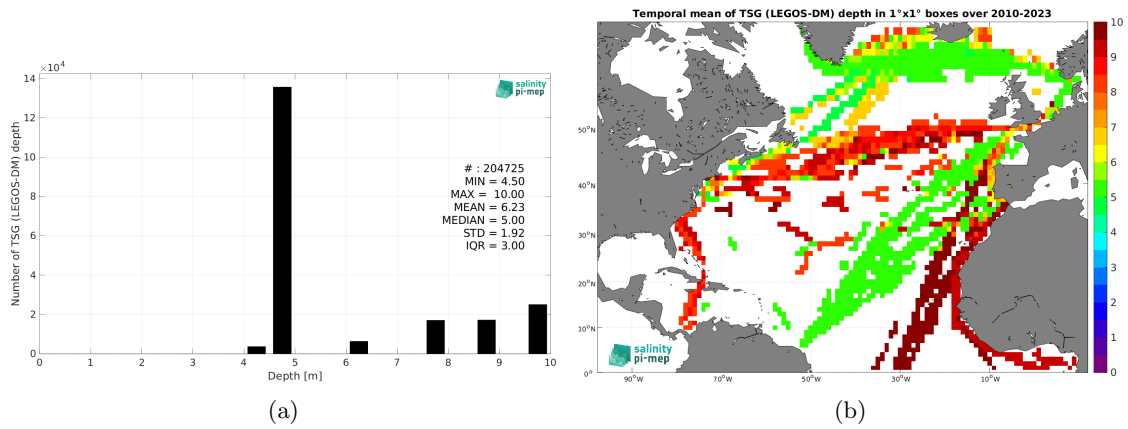 ×10⁴
14
12
10
8
6
4
2
0
0 1 2 3 4 5 6 7 8 9 10
Number of TSG (LEGOS-DM) depth
Depth [m]
salinity
pi-mep
# : 204725
MIN = 4.50
MAX = 10.00
MEAN = 6.23
MEDIAN = 5.00
STD = 1.92
IQR = 3.00
(a)
Temporal mean of TSG (LEGOS-DM) depth in 1°x1° boxes over 2010-2023
50°N
40°N
30°N
20°N
10°N
0°
90°W 70°W 50°W 30°W 10°W
salinity
pi-mep
10
9
8
7
6
5
4
3
2
1
0
(b)